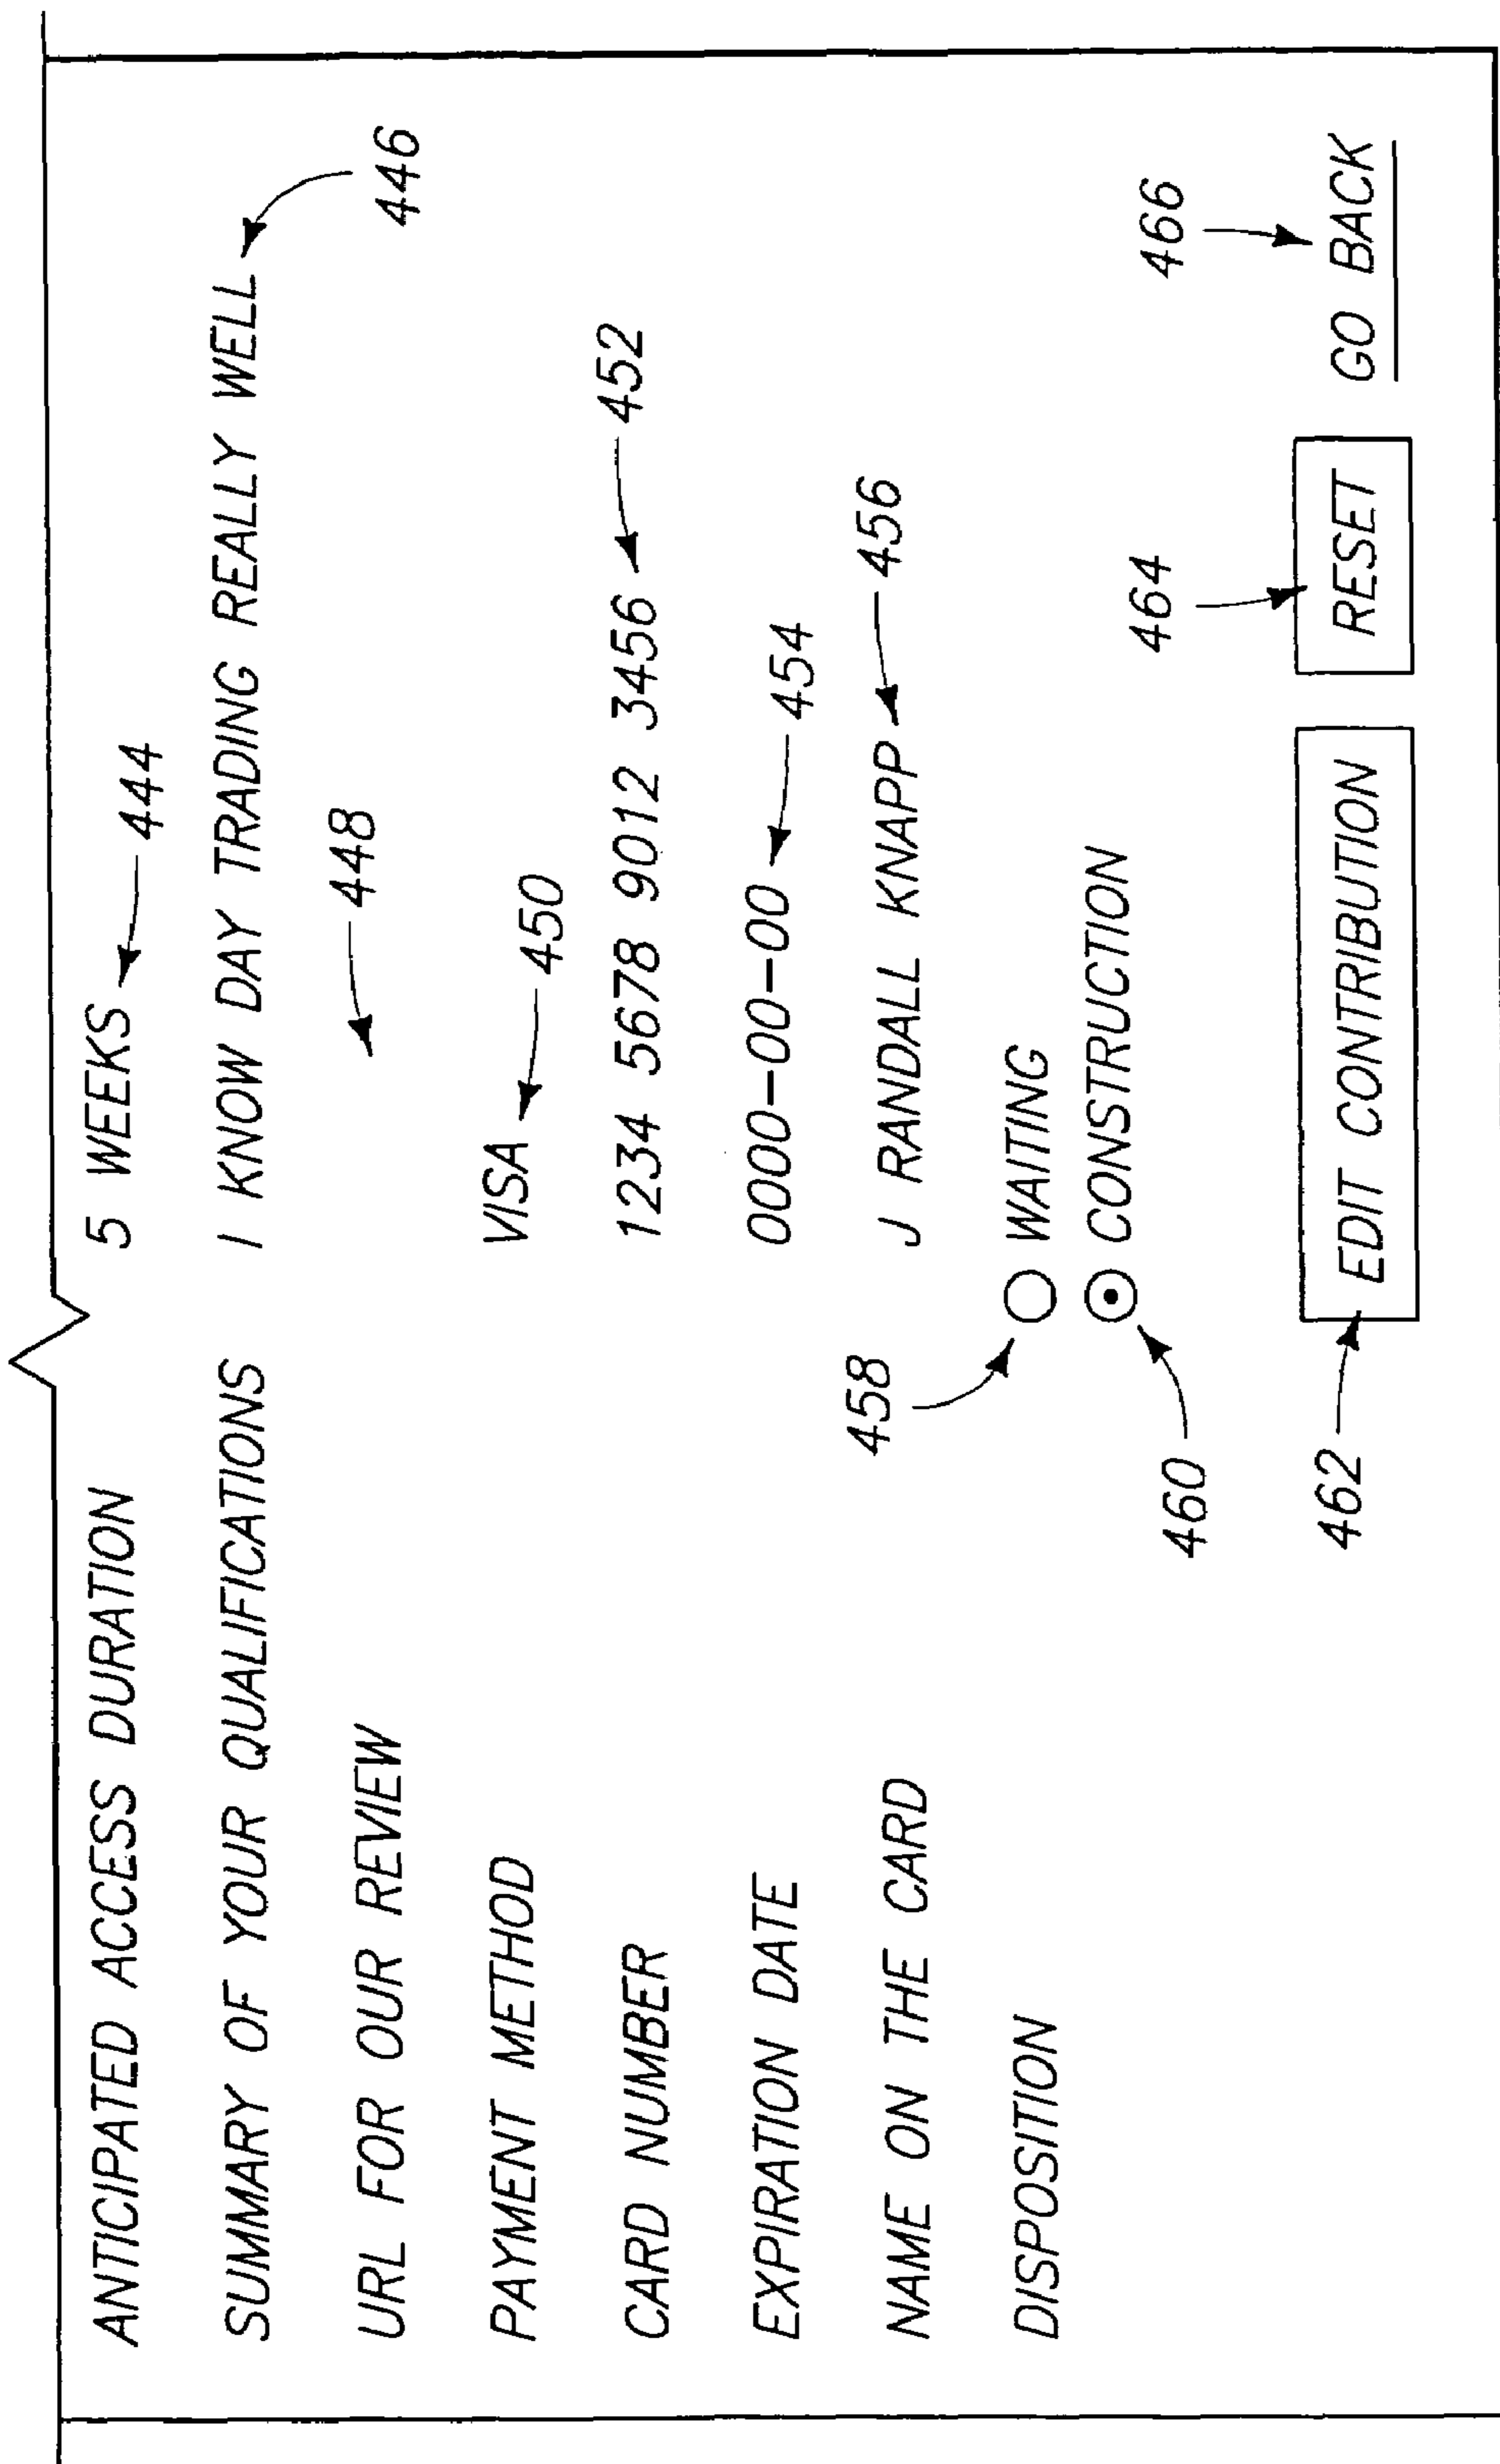 ANTICIPATED ACCESS DURATION 5 WEEKS 444
SUMMARY OF YOUR QUALIFICATIONS I KNOW DAY TRADING REALLY WELL 446
URL FOR OUR REVIEW 448
PAYMENT METHOD VISA 450
CARD NUMBER 1234 5678 9012 3456 452
EXPIRATION DATE 0000-00-00 454
NAME ON THE CARD J RANDALL KNAPP 456
458
DISPOSITION WAITING
CONSTRUCTION
460 464 466
462 EDIT CONTRIBUTION RESET GO BACK